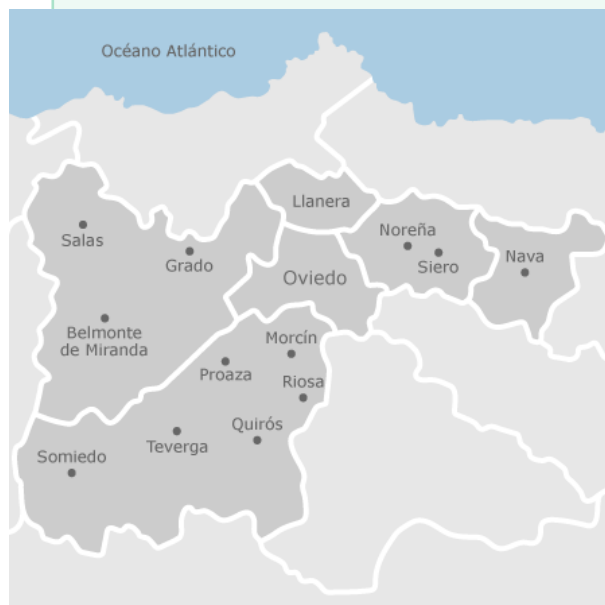 Océano Atlántico
Llanera
Noreña
Siero
Nava
Salas
Grado
Oviedo
Belmonte
de Miranda
Morcín
Proaza
Riosa
Quirós
Teverga
Somiedo